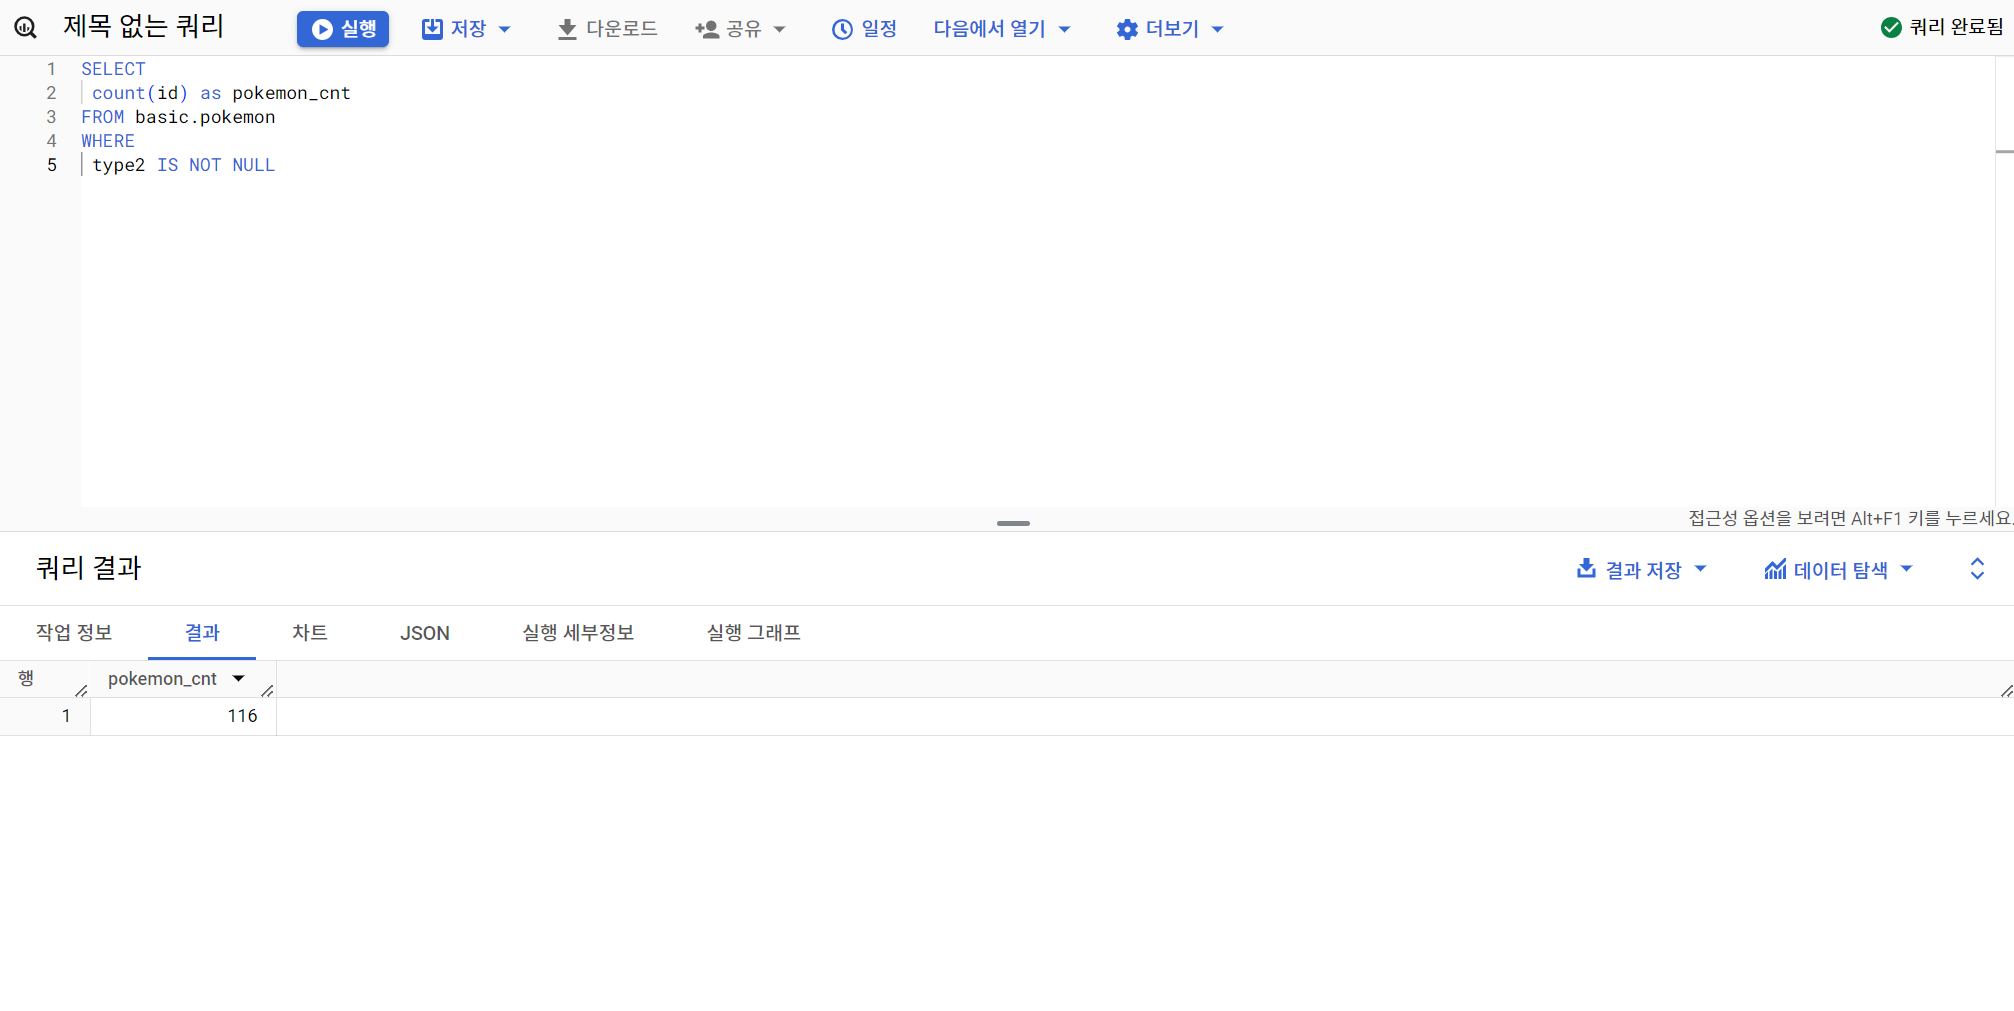 제목 없는 쿼리 실행 저장 다운로드 공유 일정 다음에서 열기 더보기 쿼리 완료됨
1 SELECT
2 count(id) as pokemon_cnt
3 FROM basic.pokemon
4 WHERE
5 type2 IS NOT NULL
접근성 옵션을 보려면 Alt+F1 키를 누르세요.
쿼리 결과 결과 저장 데이터 탐색
작업 정보 결과 차트 JSON 실행 세부정보 실행 그래프
행 pokemon_cnt
1 116